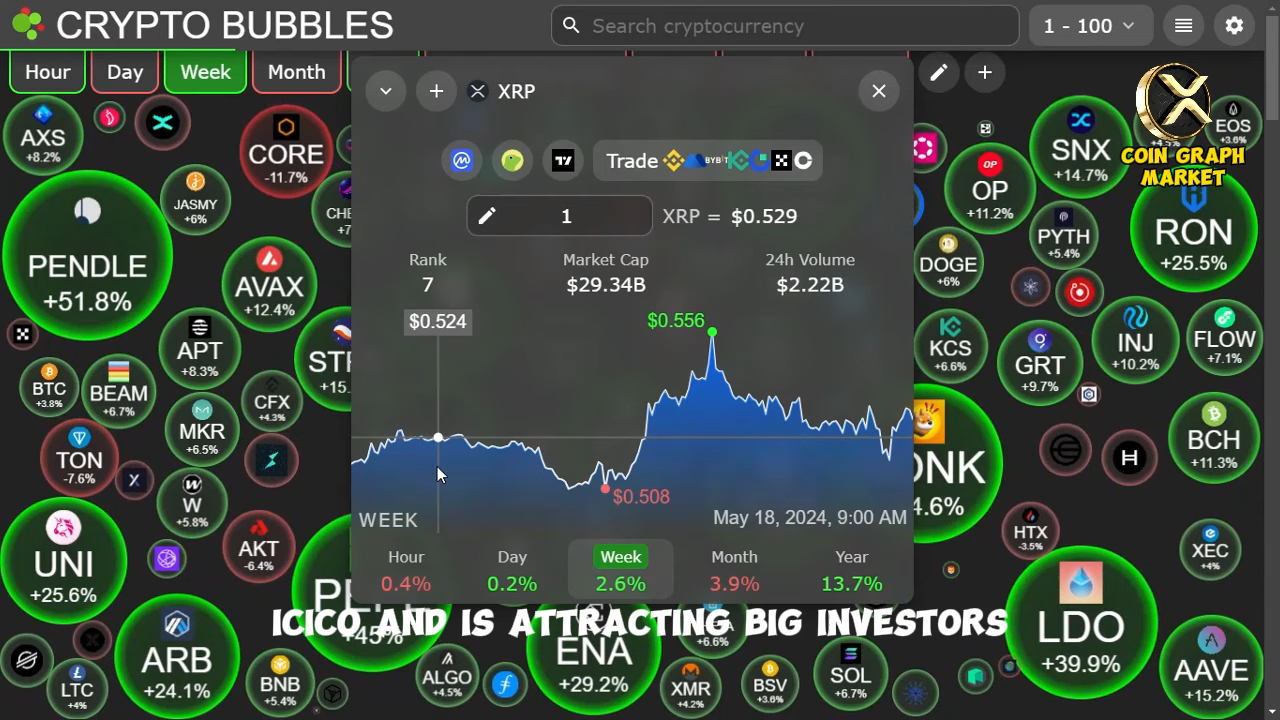 CRYPTO BUBBLES
Search cryptocurrency
1 - 100
Hour
Day
Week
Month
XRP
Trade
BYBIT
1
XRP = $0.529
Rank
7
Market Cap
$29.34B
24h Volume
$2.22B
$0.524
$0.556
$0.508
WEEK
May 18, 2024, 9:00 AM
Hour
0.4%
Day
0.2%
Week
2.6%
Month
3.9%
Year
13.7%
ICICO AND IS ATTRACTING BIG INVESTORS
COIN GRAPH
MARKET
AXS
+8.2%
CORE
-11.7%
JASMY
+6%
PENDLE
+51.8%
AVAX
+12.4%
APT
+8.3%
BTC
+3.8%
BEAM
+6.7%
CFX
+4.3%
MKR
+6.5%
TON
-7.6%
W
+5.8%
UNI
+25.6%
AKT
-6.4%
+45%
ARB
+24.1%
LTC
+4%
BNB
+5.4%
ALGO
+4.5%
ENA
+29.2%
+6.6%
XMR
+4.2%
BSV
+3.6%
SOL
+6.7%
EOS
+3.6%
SNX
+14.7%
OP
+11.2%
PYTH
+5.4%
RON
+25.5%
DOGE
+6%
KCS
+6.6%
GRT
+9.7%
INJ
+10.2%
FLOW
+7.1%
BCH
+11.3%
HTX
-3.5%
XEC
+4%
LDO
+39.9%
AAVE
+15.2%